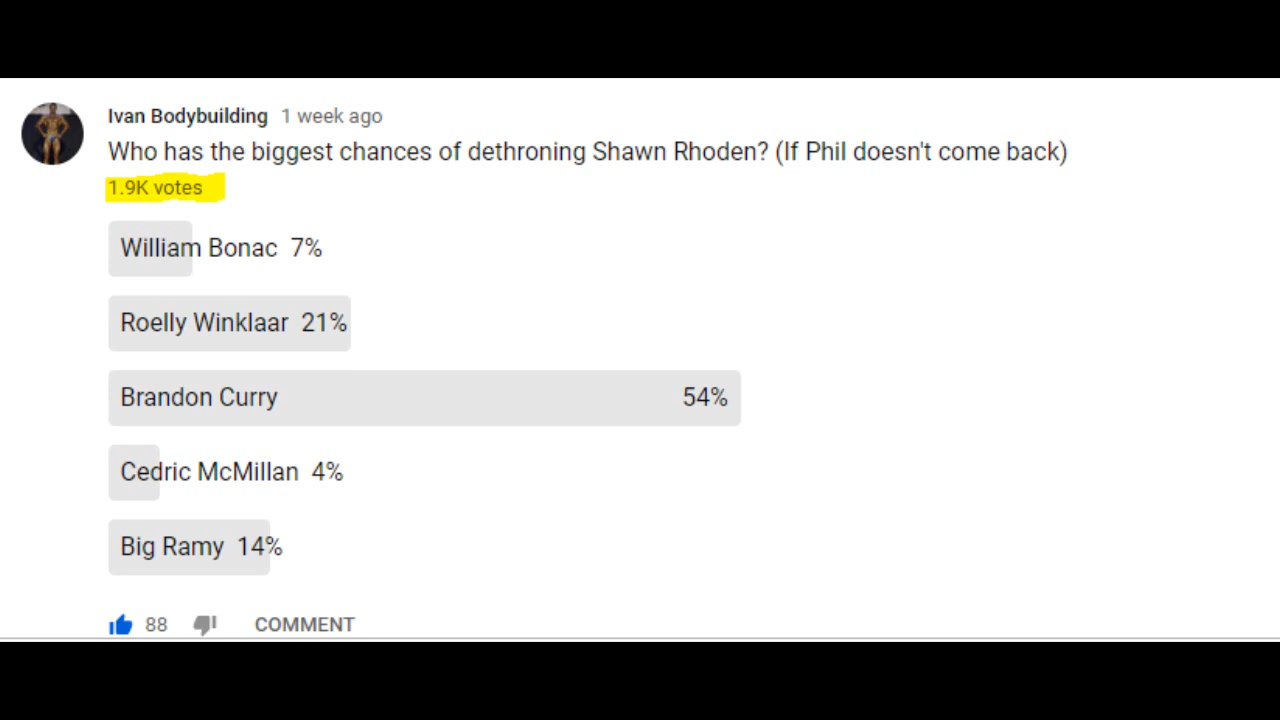 Ivan Bodybuilding 1 week ago
Who has the biggest chances of dethroning Shawn Rhoden? (If Phil doesn't come back)
1.9K votes
William Bonac 7%
Roelly Winklaar 21%
Brandon Curry 54%
Cedric McMillan 4%
Big Ramy 14%
88 COMMENT